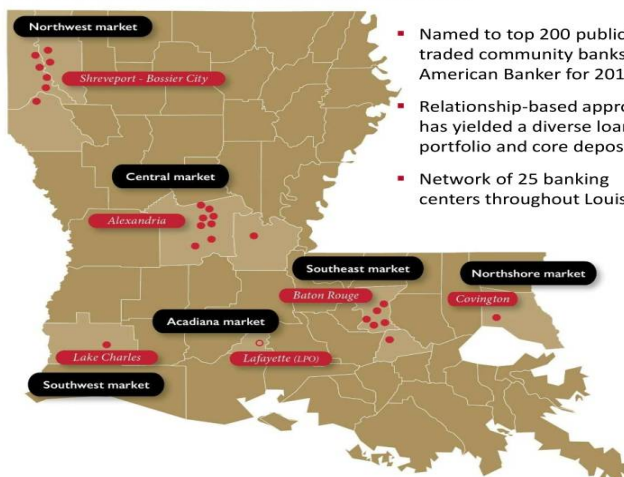 Northwest market
Shreveport - Bossier City
Central market
Alexandria
Southeast market
Baton Rouge
Northshore market
Covington
Acadiana market
Lafayette (LPO)
Lake Charles
Southwest market
▪ Named to top 200 public
traded community banks
American Banker for 201
▪ Relationship-based appro
has yielded a diverse loan
portfolio and core depos
▪ Network of 25 banking
centers throughout Louis